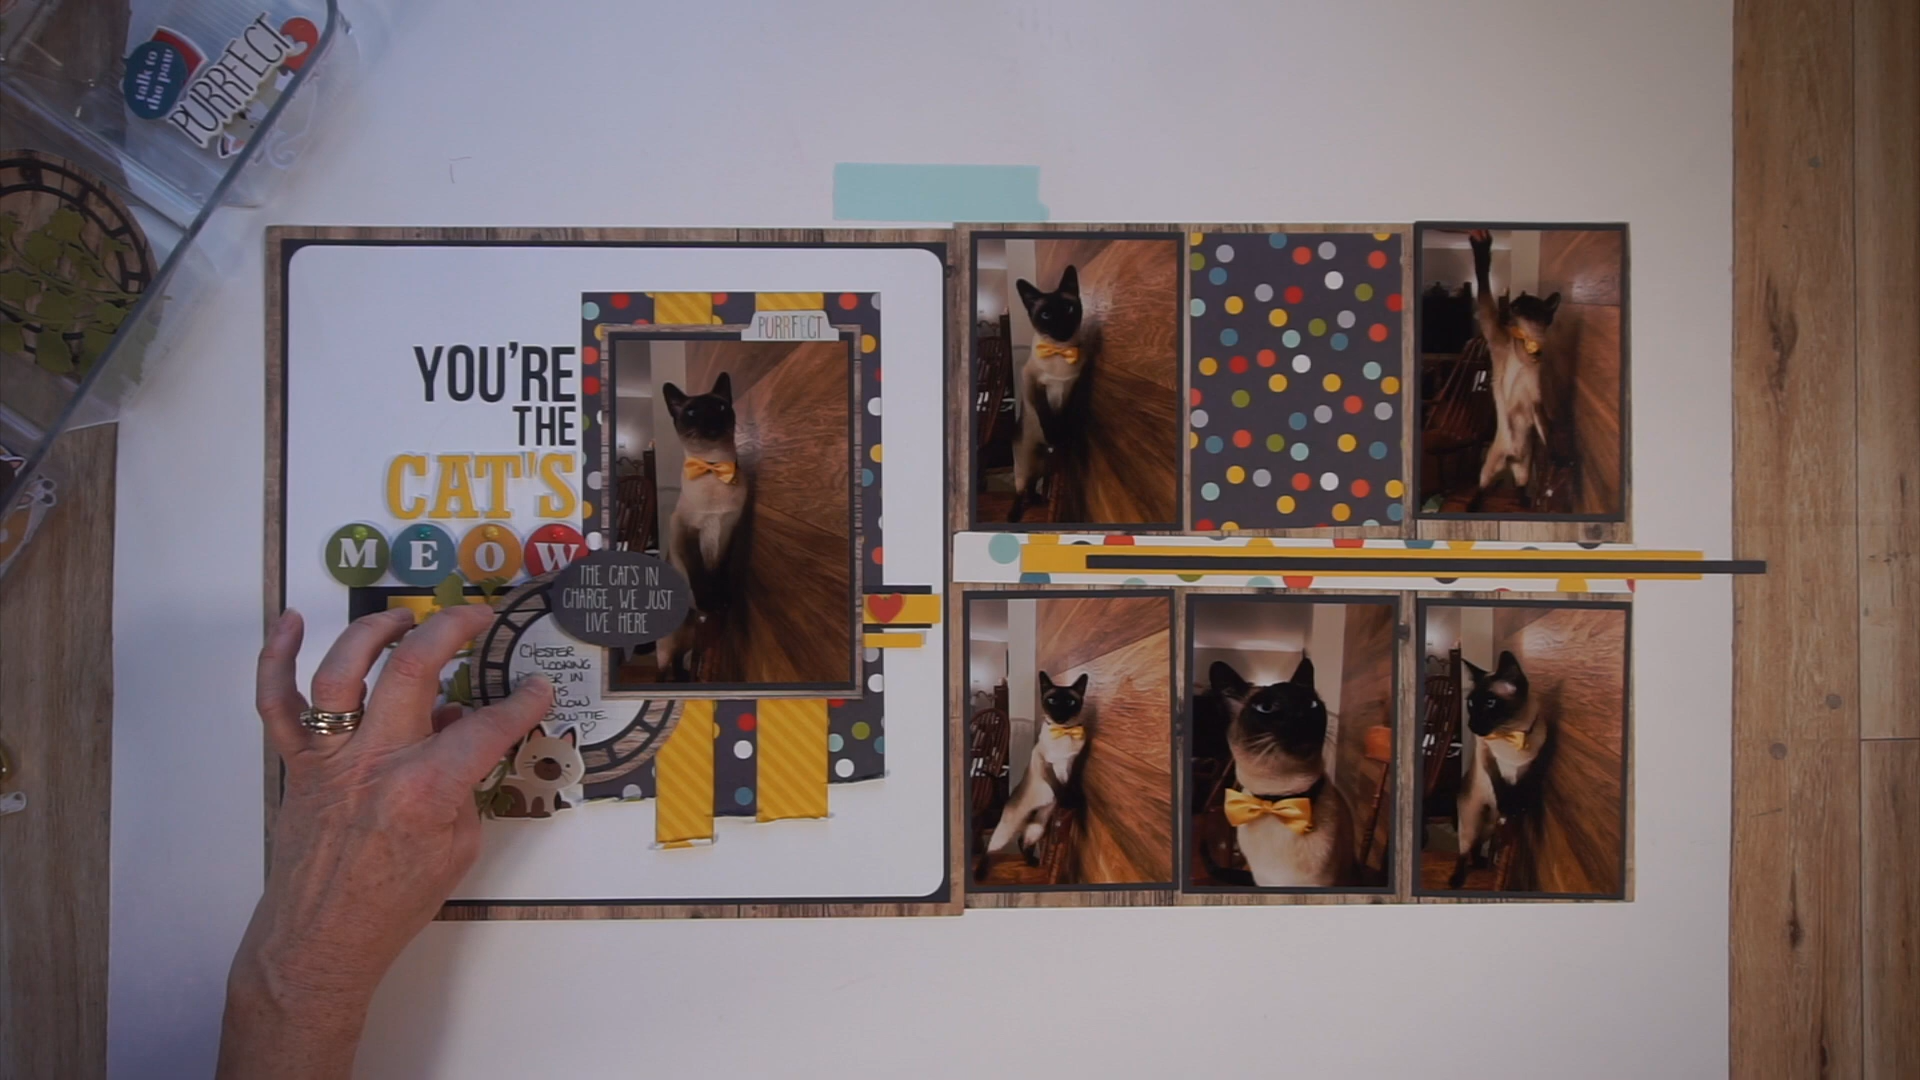 talk to
the paw
PURRFECT
PURRFECT
YOU'RE
THE
CAT'S
MEOW
THE CAT'S IN
CHARGE, WE JUST
LIVE HERE
CHESTER
LOOKING
IN
BOWTIE